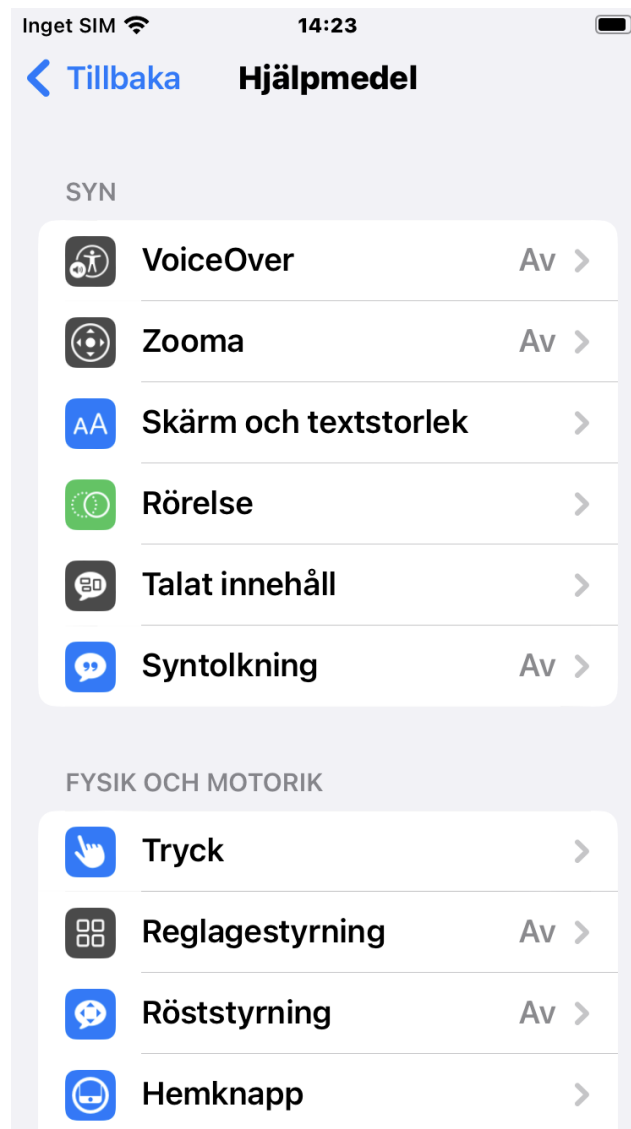 Inget SIM 14:23
Tillbaka Hjälpmedel
SYN
VoiceOver Av
Zooma Av
AA Skärm och textstorlek
Rörelse
Talat innehåll
Syntolkning Av
FYSIK OCH MOTORIK
Tryck
Reglagestyrning Av
Röststyrning Av
Hemknapp